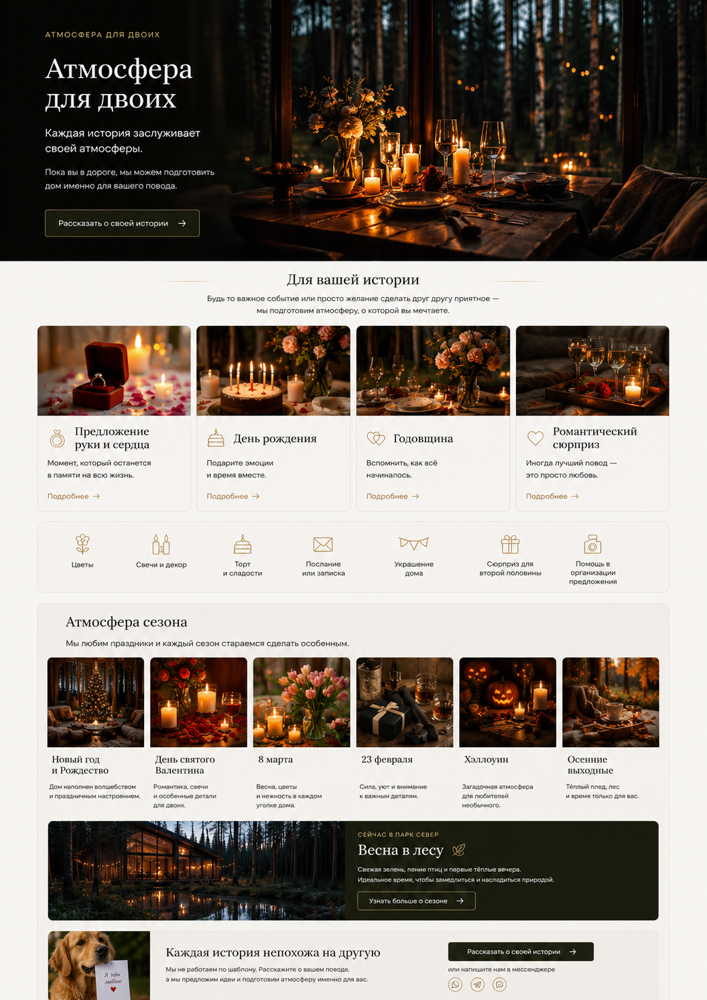 АТМОСФЕРА ДЛЯ ДВОИХ
Атмосфера
для двоих
Каждая история заслуживает
своей атмосферы.
Пока вы в дороге, мы можем подготовить
дом именно для вашего повода.
Рассказать о своей истории →
Для вашей истории
Будь то важное событие или просто желание сделать друг другу приятное —
мы подготовим атмосферу, о которой вы мечтаете.
Предложение
руки и сердца
Момент, который останется
в памяти на всю жизнь.
Подробнее →
День рождения
Подарите эмоции
и время вместе.
Подробнее →
Годовщина
Вспомнить, как всё
начиналось.
Подробнее →
Романтический
сюрприз
Иногда лучший повод —
это просто любовь.
Подробнее →
Цветы
Свечи и декор
Торт
и сладости
Послание
или записка
Украшение
дома
Сюрприз для
второй половины
Помощь в
организации
предложения
Атмосфера сезона
Мы любим праздники и каждый сезон стараемся сделать особенным.
Новый год
и Рождество
Дом наполнен волшебством
и праздничным настроением.
День святого
Валентина
Романтика, свечи
и особенные детали
для двоих.
8 марта
Весна, цветы
и нежность в каждом
уголке дома.
23 февраля
Сила, уют и внимание
к важным деталям.
Хэллоуин
Загадочная атмосфера
для любителей
необычного.
Осенние
выходные
Тёплый плед, лес
и время только для вас.
СЕЙЧАС В ПАРК СЕВЕР
Весна в лесу
Свежая зелень, пение птиц и первые тёплые вечера.
Идеальное время, чтобы замедлиться и насладиться природой.
Узнать больше о сезоне →
Я тебя
люблю
Каждая история непохожа на другую
Мы не работаем по шаблону. Расскажите о вашем поводе,
а мы предложим идеи и подготовим атмосферу именно для вас.
Рассказать о своей истории →
или напишите нам в мессенджере